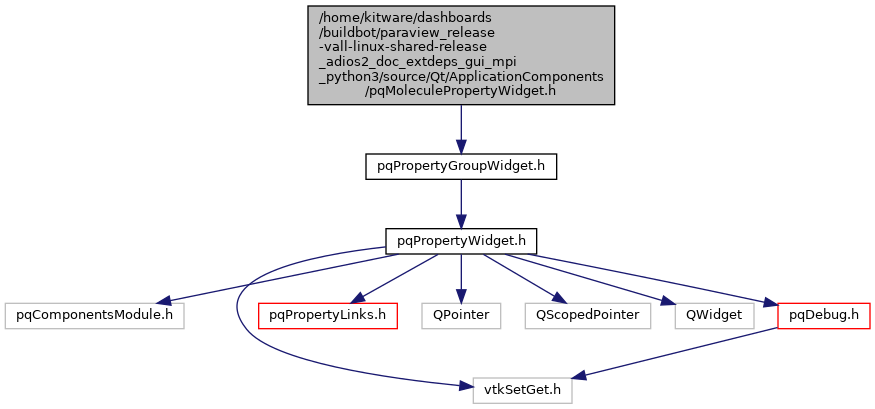 /home/kitware/dashboards
/buildbot/paraview_release
-vall-linux-shared-release
_adios2_doc_extdeps_gui_mpi
_python3/source/Qt/ApplicationComponents
/pqMoleculePropertyWidget.h
pqPropertyGroupWidget.h
pqPropertyWidget.h
pqComponentsModule.h
pqPropertyLinks.h
QPointer
QScopedPointer
QWidget
pqDebug.h
vtkSetGet.h